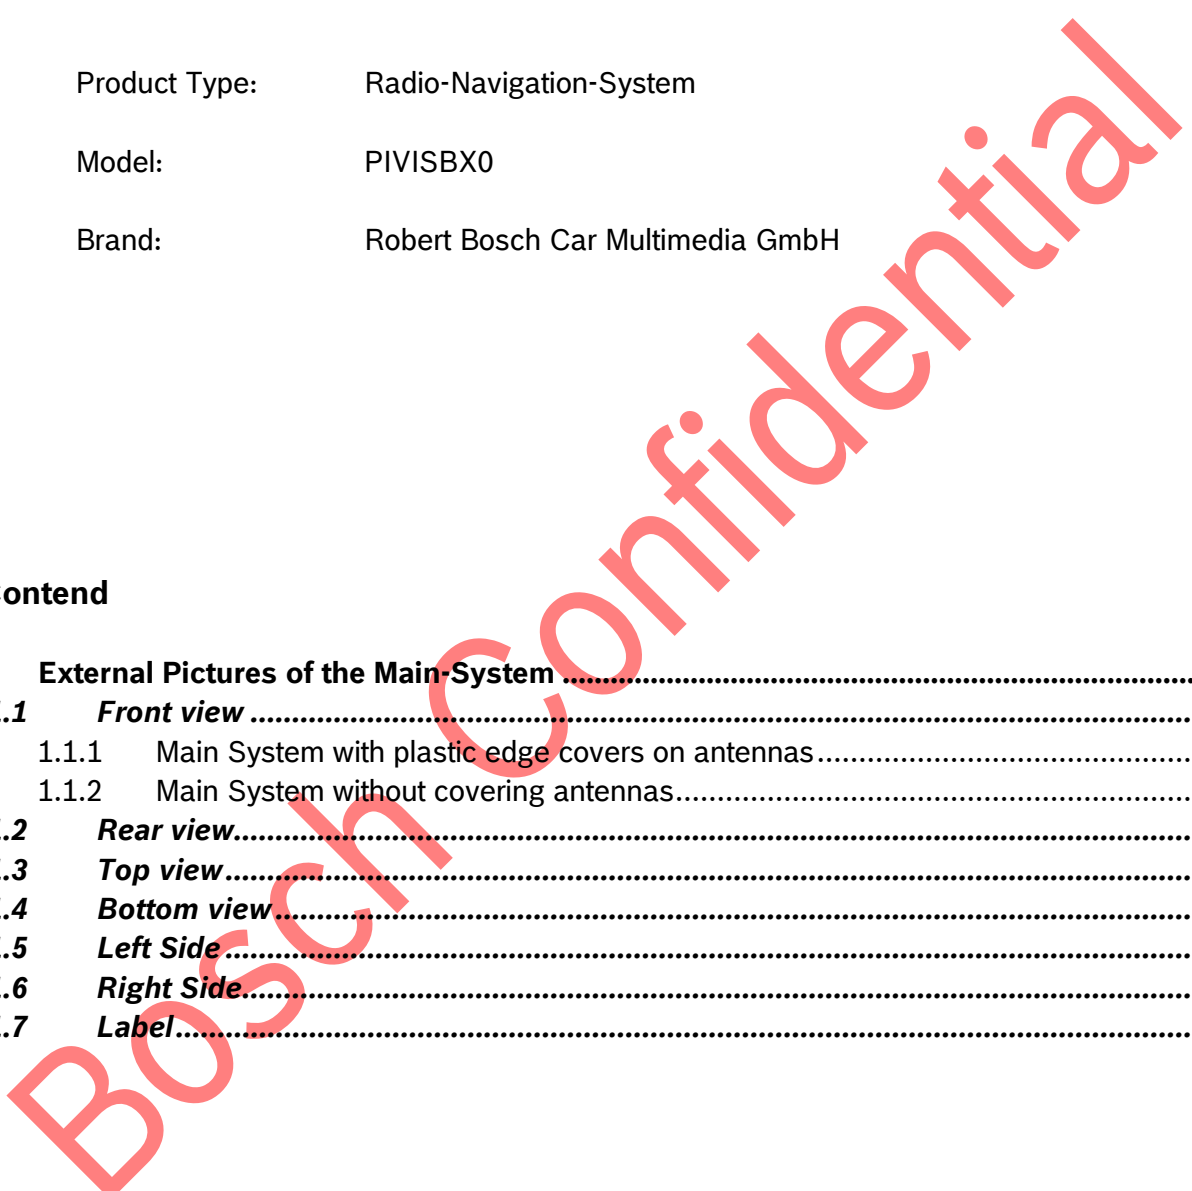 Product Type: Radio-Navigation-System
Model: PIVISBX0
Brand: Robert Bosch Car Multimedia GmbH
ontend
External Pictures of the Main-System ................................................................................
.1 Front view ................................................................................
1.1.1 Main System with plastic edge covers on antennas ................................................................................
1.1.2 Main System without covering antennas ................................................................................
.2 Rear view ................................................................................
.3 Top view ................................................................................
.4 Bottom view ................................................................................
.5 Left Side ................................................................................
.6 Right Side ................................................................................
.7 Label ................................................................................
Bosch Confidential